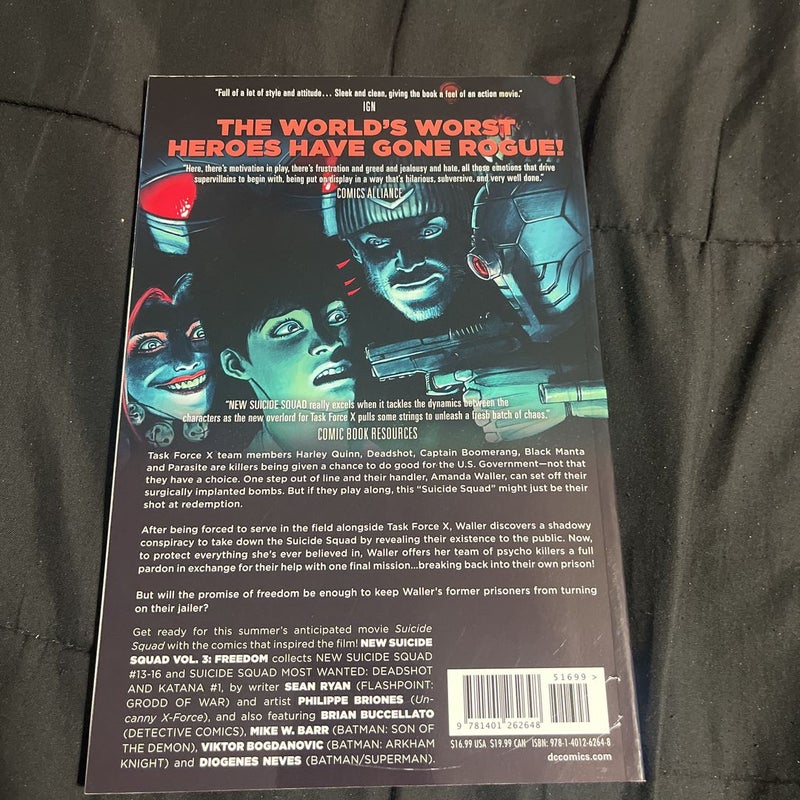 "Full of a lot of style and attitude... Sleek and clean, giving the book a feel of an action movie."
IGN
THE WORLD'S WORST
HEROES HAVE GONE ROGUE!
"Here, there's motivation in play, there's frustration and greed and jealousy and hate, all those emotions that drive
supervillains to begin with, being put on display in a way that's hilarious, subversive, and very well done."
COMICS ALLIANCE
"NEW SUICIDE SQUAD really excels when it tackles the dynamics between the
characters as the new overlord for Task Force X pulls some strings to unleash a fresh batch of chaos."
COMIC BOOK RESOURCES
Task Force X team members Harley Quinn, Deadshot, Captain Boomerang, Black Manta
and Parasite are killers being given a chance to do good for the U.S. Government—not that
they have a choice. One step out of line and their handler, Amanda Waller, can set off their
surgically implanted bombs. But if they play along, this "Suicide Squad" might just be their
shot at redemption.
After being forced to serve in the field alongside Task Force X, Waller discovers a shadowy
conspiracy to take down the Suicide Squad by revealing their existence to the public. Now,
to protect everything she's ever believed in, Waller offers her team of psycho killers a full
pardon in exchange for their help with one final mission...breaking back into their own prison!
But will the promise of freedom be enough to keep Waller's former prisoners from turning
on their jailer?
Get ready for this summer's anticipated movie Suicide
Squad with the comics that inspired the film! NEW SUICIDE
SQUAD VOL. 3: FREEDOM collects NEW SUICIDE SQUAD
#13-16 and SUICIDE SQUAD MOST WANTED: DEADSHOT
AND KATANA #1, by writer SEAN RYAN (FLASHPOINT:
GRODD OF WAR) and artist PHILIPPE BRIONES (Un-
canny X-Force), and also featuring BRIAN BUCCELLATO
(DETECTIVE COMICS), MIKE W. BARR (BATMAN: SON OF
THE DEMON), VIKTOR BOGDANOVIC (BATMAN: ARKHAM
KNIGHT) and DIOGENES NEVES (BATMAN/SUPERMAN).
51699 >
9 781401 262648
$16.99 USA $19.99 CAN ISBN: 978-1-4012-6264-8
dccomics.com